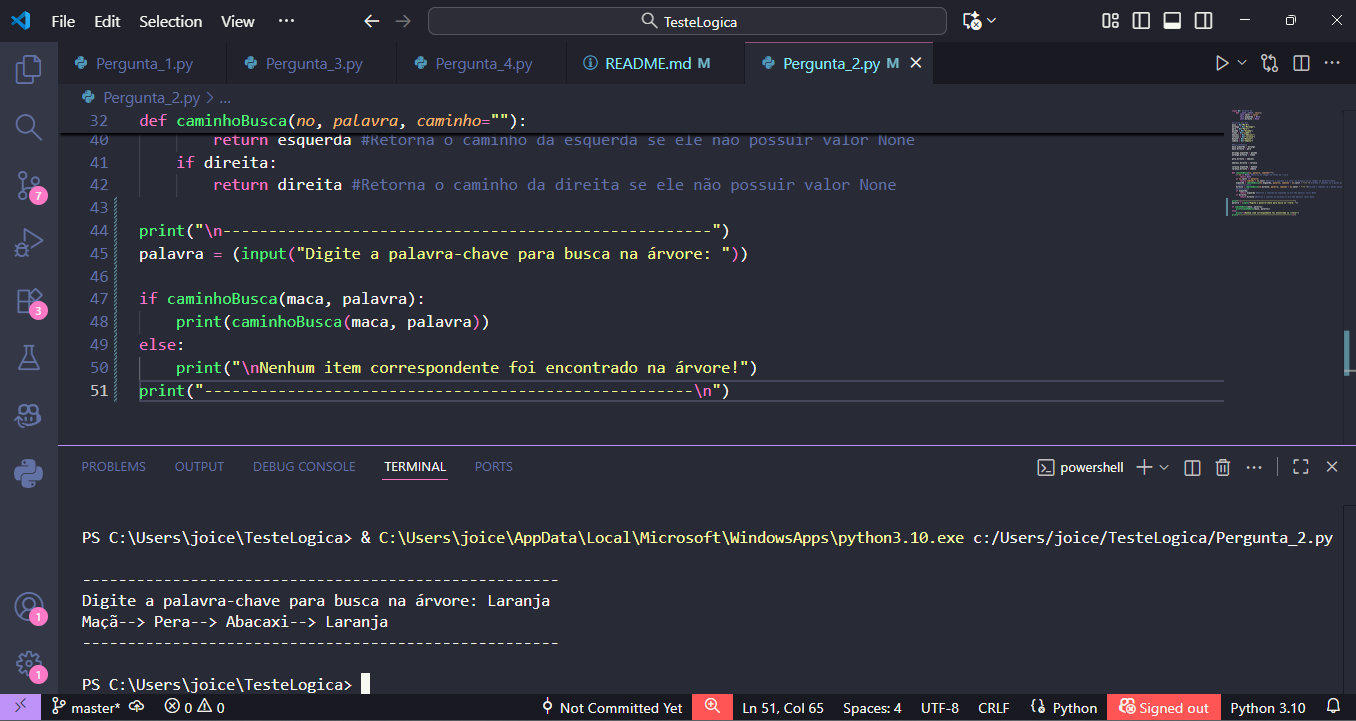 File Edit Selection View ··· TesteLogica
Pergunta_1.py Pergunta_3.py Pergunta_4.py README.md M Pergunta_2.py M
Pergunta_2.py > ...
32 def caminhoBusca(no, palavra, caminho=""):
40 return esquerda #Retorna o caminho da esquerda se ele não possuir valor None
41 if direita:
42 return direita #Retorna o caminho da direita se ele não possuir valor None
43
44 print("\n-----------------------------------------------------")
45 palavra = (input("Digite a palavra-chave para busca na árvore: "))
46
47 if caminhoBusca(maca, palavra):
48 print(caminhoBusca(maca, palavra))
49 else:
50 print("\nNenhum item correspondente foi encontrado na árvore!")
51 print("-----------------------------------------------------\n")
PROBLEMS OUTPUT DEBUG CONSOLE TERMINAL PORTS powershell
PS C:\Users\joice\TesteLogica> & C:\Users\joice\AppData\Local\Microsoft\WindowsApps\python3.10.exe c:/Users/joice/TesteLogica/Pergunta_2.py
-----------------------------------------------------
Digite a palavra-chave para busca na árvore: Laranja
Maçã--> Pera--> Abacaxi--> Laranja
-----------------------------------------------------
PS C:\Users\joice\TesteLogica>
7
3
1
1
master* 0 0 Not Committed Yet Ln 51, Col 65 Spaces: 4 UTF-8 CRLF Python Signed out Python 3.10